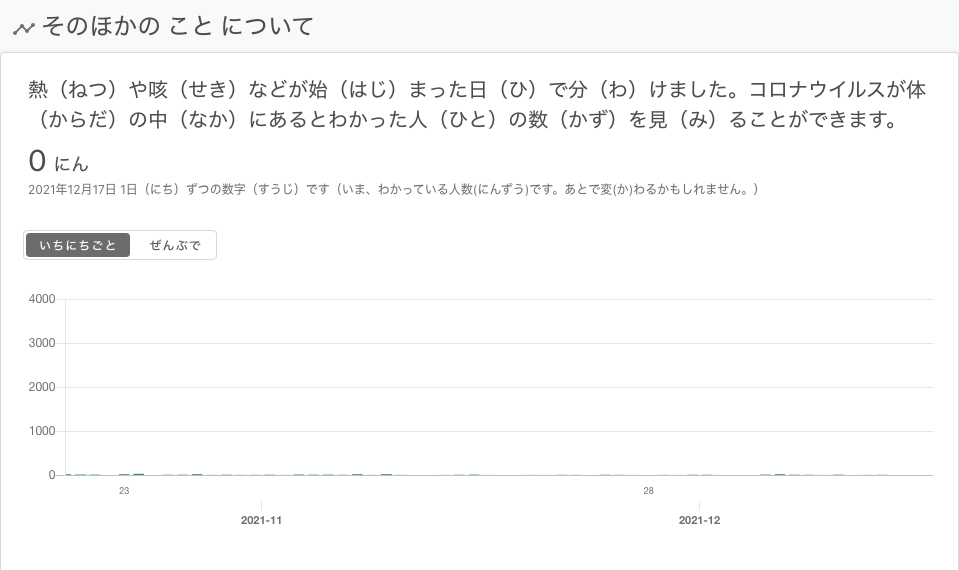 そのほかの こと について
熱（ねつ）や咳（せき）などが始（はじ）まった日（ひ）で分（わ）けました。コロナウイルスが体
（からだ）の中（なか）にあるとわかった人（ひと）の数（かず）を見（み）ることができます。
0 にん
2021年12月17日 1日（にち）ずつの数字（すうじ）です（いま、わかっている人数(にんずう)です。あとで変(か)わるかもしれません。）
いちにちごと ぜんぶで
4000
3000
2000
1000
0
23 28
2021-11 2021-12